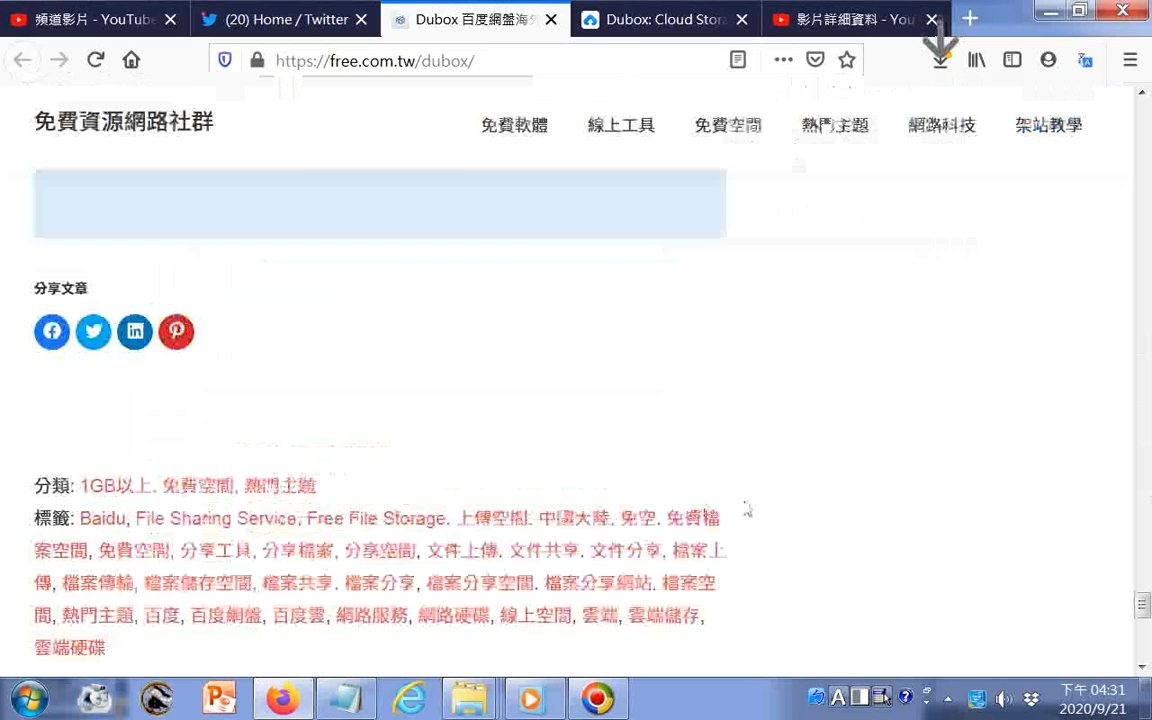 頻道影片 - YouTube
(20) Home / Twitter
Dubox 百度網盤海外
Dubox: Cloud Stora
影片詳細資料 - You
https://free.com.tw/dubox/
免費資源網路社群
免費軟體 線上工具 免費空間 熱門主題 網路科技 架站教學
分享文章
分類: 1GB以上, 免費空間, 熱門主題
標籤: Baidu, File Sharing Service, Free File Storage, 上傳空間, 中國大陸, 免空, 免費檔
案空間, 免費空間, 分享工具, 分享檔案, 分享空間, 文件上傳, 文件共享, 文件分享, 檔案上
傳, 檔案傳輸, 檔案儲存空間, 檔案共享, 檔案分享, 檔案分享空間, 檔案分享網站, 檔案空
間, 熱門主題, 百度, 百度網盤, 百度雲, 網路服務, 網路硬碟, 線上空間, 雲端, 雲端儲存,
雲端硬碟
下午 04:31
2020/9/21